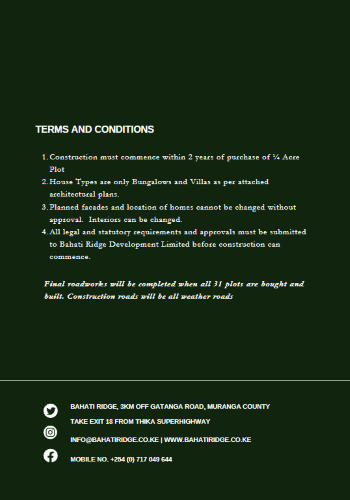 TERMS AND CONDITIONS
1. Construction must commence within 2 years of purchase of ¼ Acre
Plot
2. House Types are only Bungalows and Villas as per attached
architectural plans.
3. Planned facades and location of homes cannot be changed without
approval. Interiors can be changed.
4. All legal and statutory requirements and approvals must be submitted
to Bahati Ridge Development Limited before construction can
commence.
Final roadworks will be completed when all 31 plots are bought and
built. Construction roads will be all weather roads
BAHATI RIDGE, 3KM OFF GATANGA ROAD, MURANGA COUNTY
TAKE EXIT 18 FROM THIKA SUPERHIGHWAY
INFO@BAHATIRIDGE.CO.KE | WWW.BAHATIRIDGE.CO.KE
MOBILE NO. +254 (0) 717 049 644